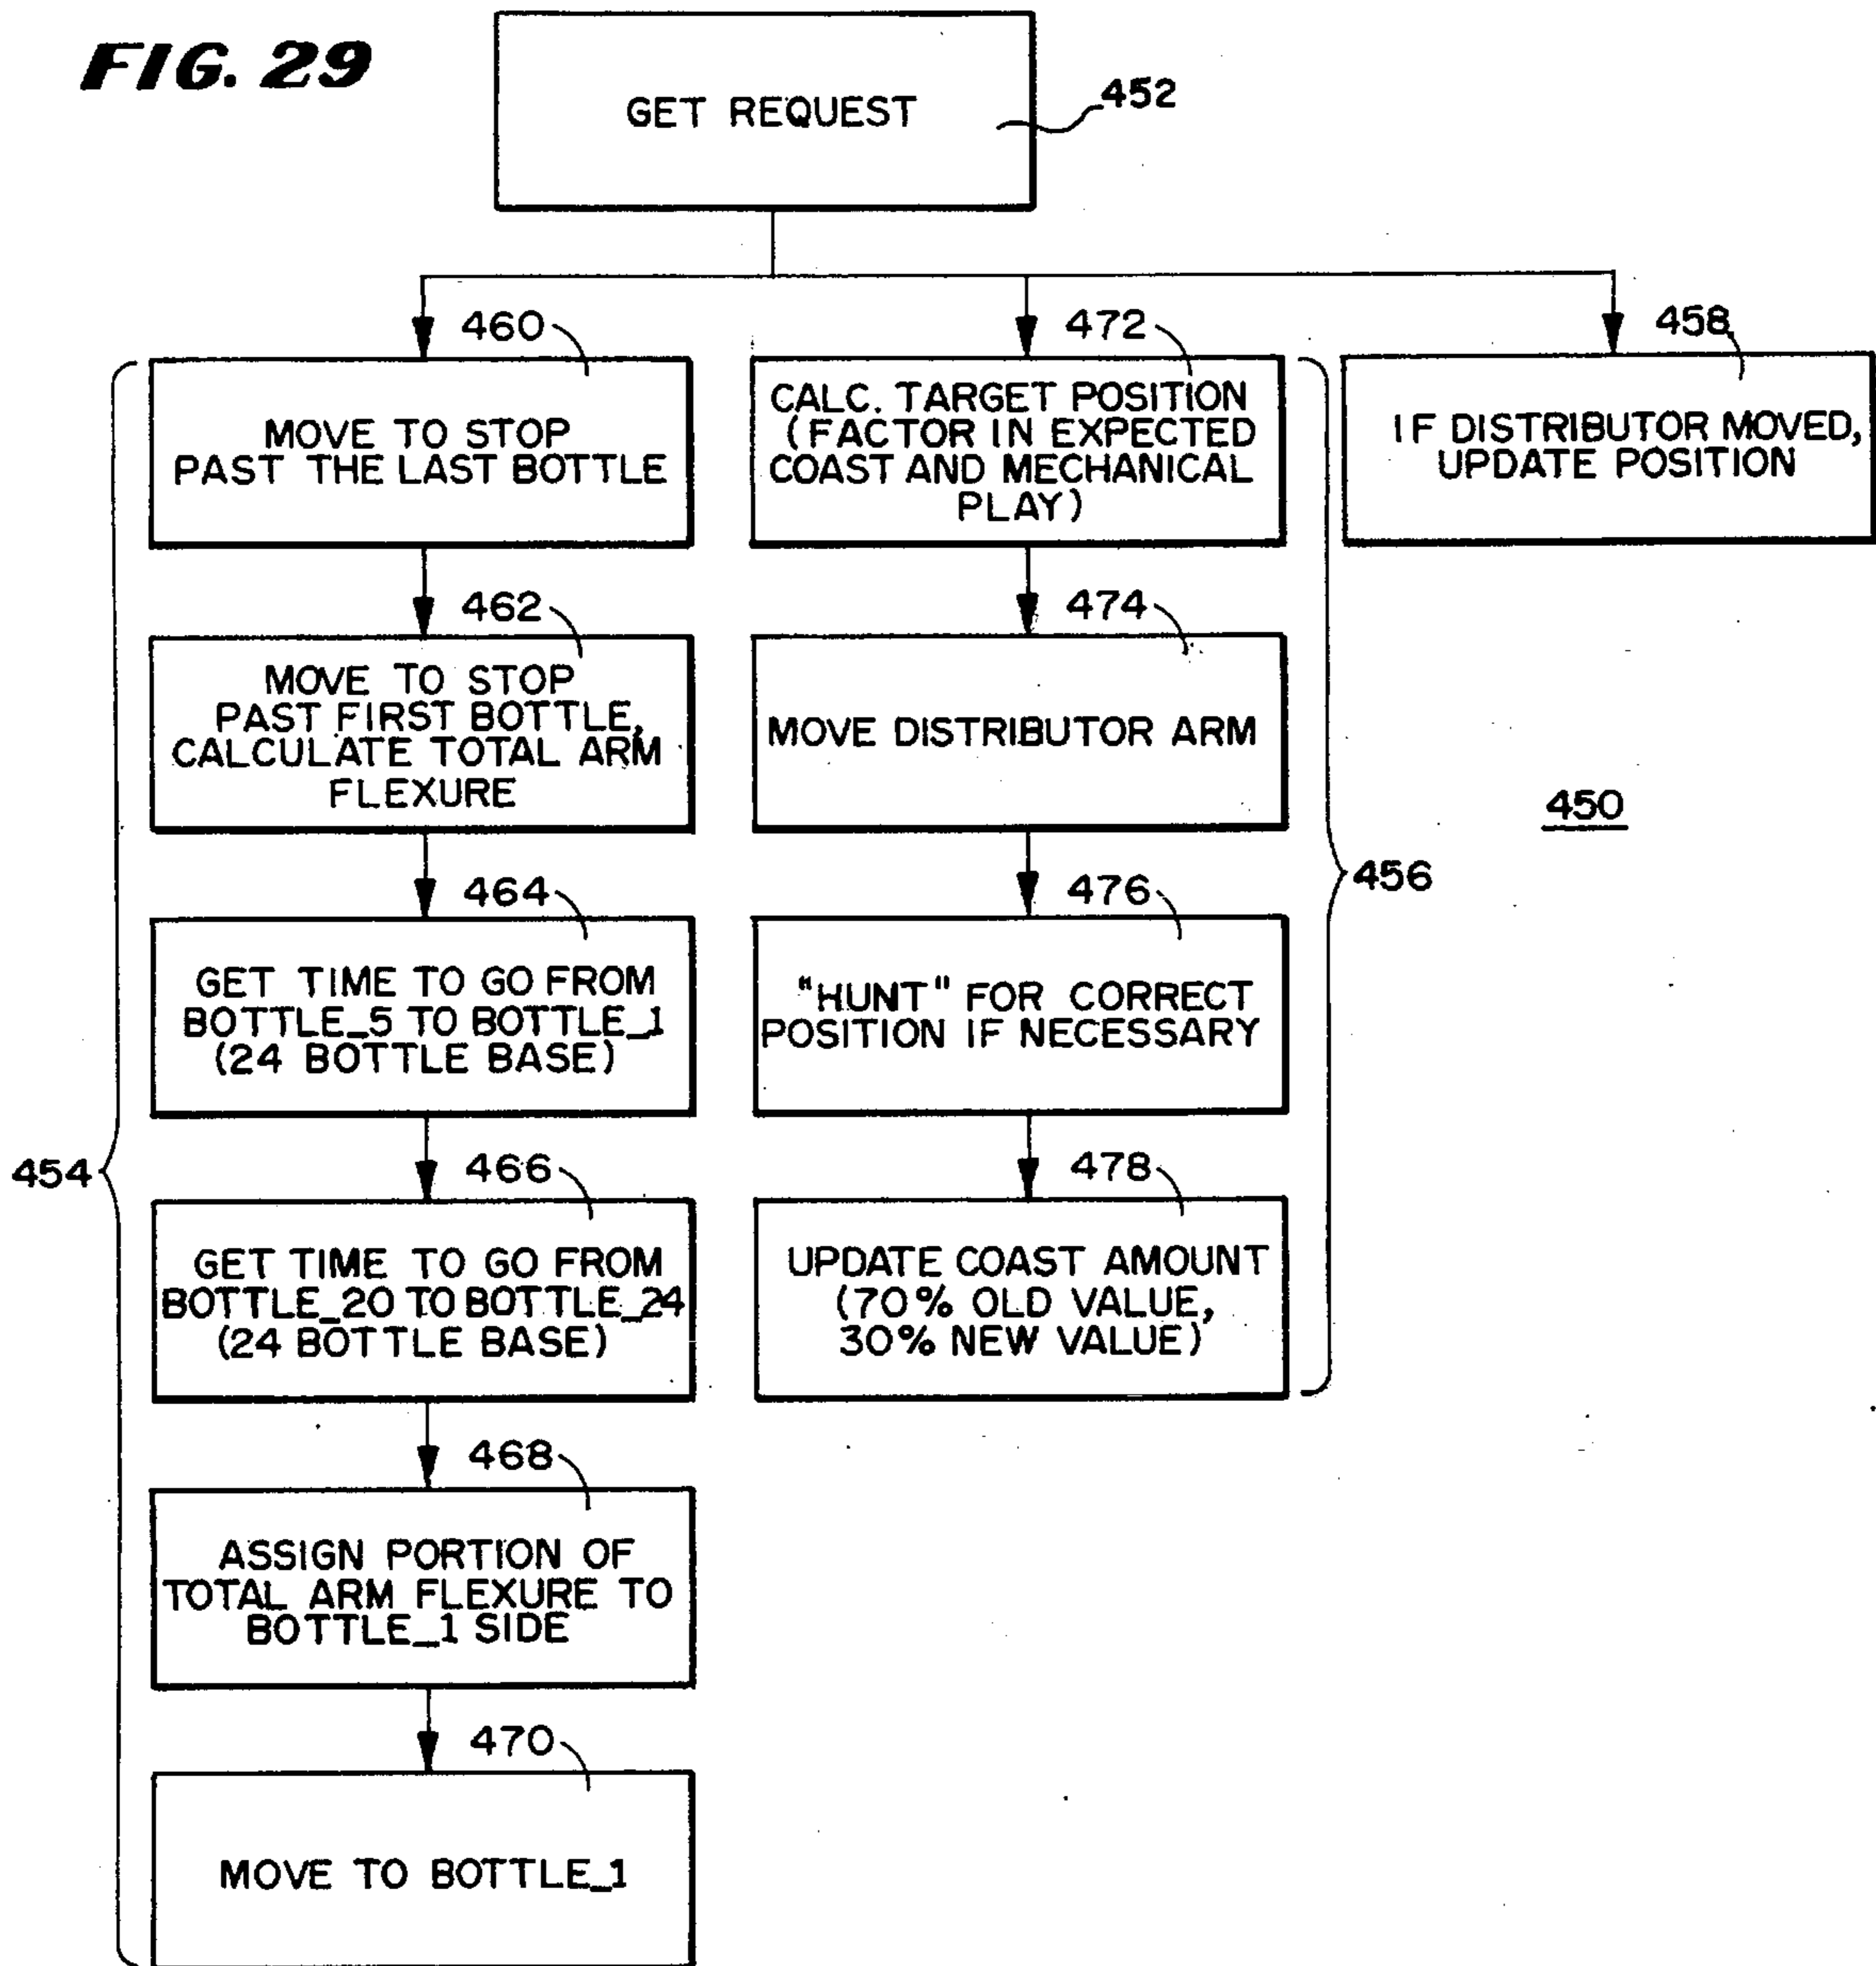 FIG. 29
GET REQUEST
452
460
MOVE TO STOP
PAST THE LAST BOTTLE
462
MOVE TO STOP
PAST FIRST BOTTLE,
CALCULATE TOTAL ARM
FLEXURE
464
GET TIME TO GO FROM
BOTTLE_5 TO BOTTLE_1
(24 BOTTLE BASE)
466
GET TIME TO GO FROM
BOTTLE_20 TO BOTTLE_24
(24 BOTTLE BASE)
468
ASSIGN PORTION OF
TOTAL ARM FLEXURE TO
BOTTLE_1 SIDE
470
MOVE TO BOTTLE_1
454
472
CALC. TARGET POSITION
(FACTOR IN EXPECTED
COAST AND MECHANICAL
PLAY)
474
MOVE DISTRIBUTOR ARM
476
"HUNT" FOR CORRECT
POSITION IF NECESSARY
478
UPDATE COAST AMOUNT
(70% OLD VALUE,
30% NEW VALUE)
456
458
IF DISTRIBUTOR MOVED,
UPDATE POSITION
450